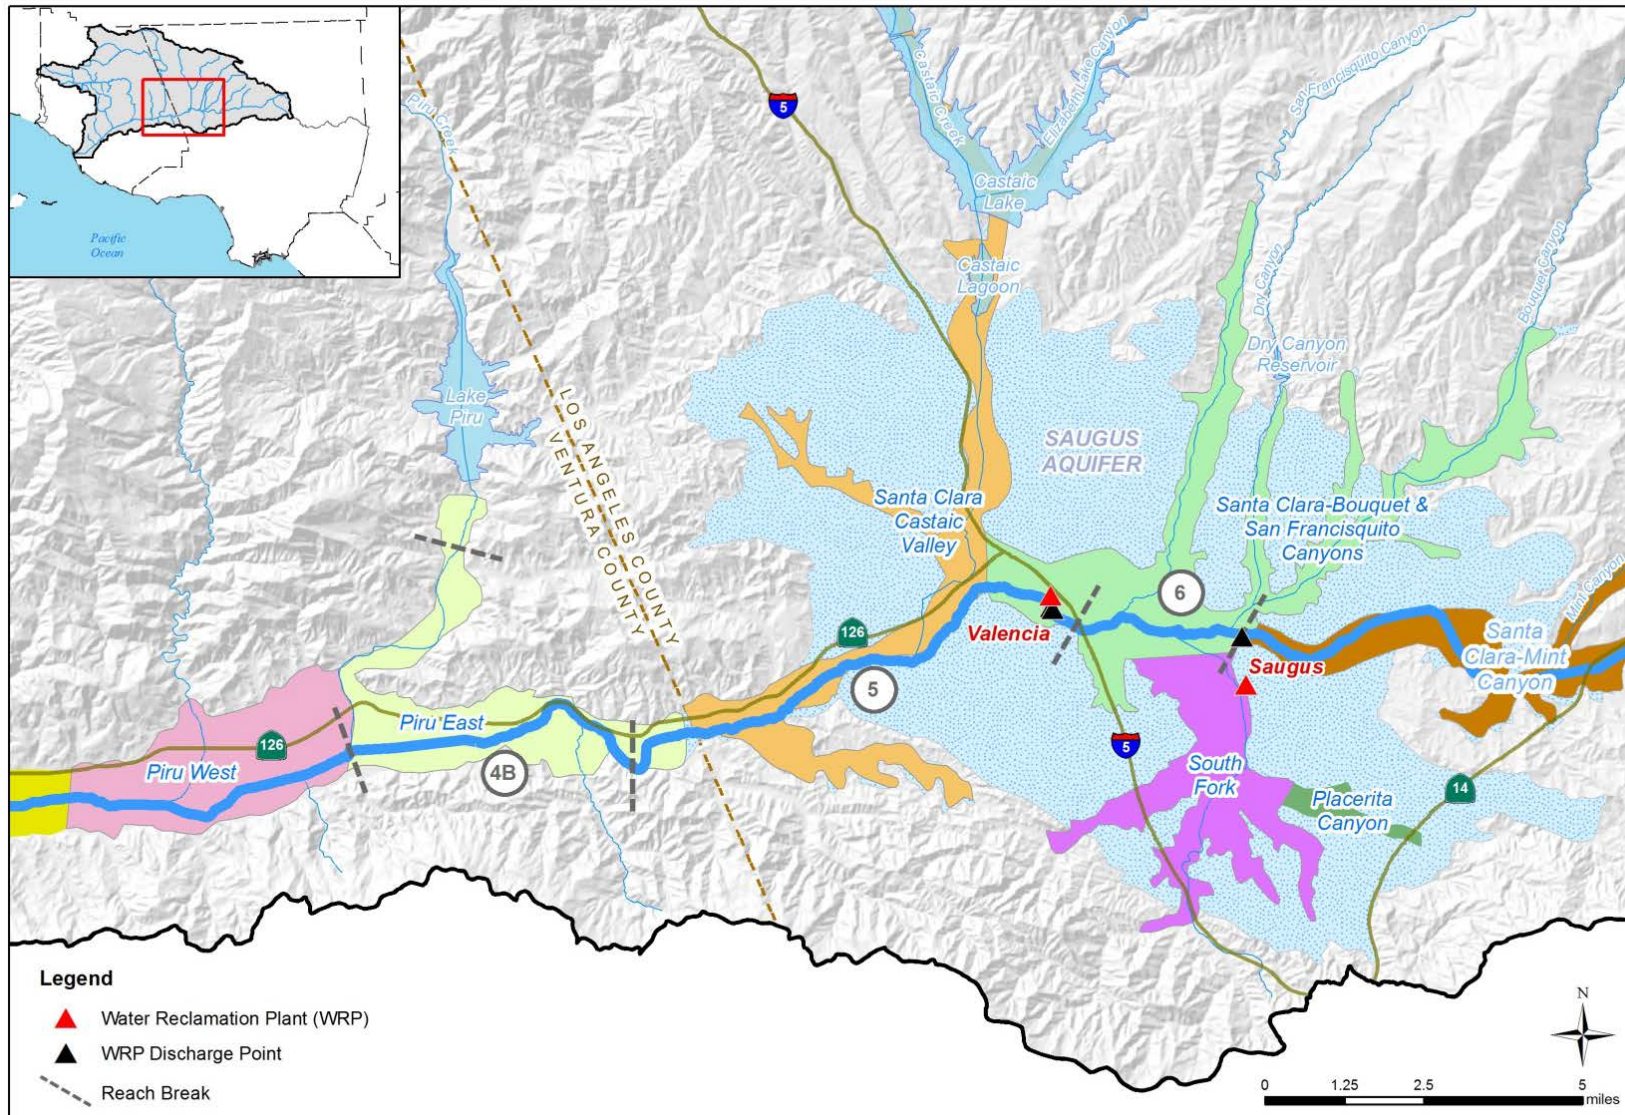 Pacific
Ocean
Piru Creek
5
Castaic Creek
Elizabeth Lake Canyon
San Francisquito Canyon
Castaic
Lake
Castaic
Lagoon
Dry Canyon
Bouquet Canyon
Dry Canyon
Reservoir
Lake
Piru
LOS ANGELES COUNTY
VENTURA COUNTY
SAUGUS
AQUIFER
Santa Clara
Castaic
Valley
Santa Clara-Bouquet &
San Francisquito
Canyons
Mint Canyon
6
126
Valencia
Saugus
Santa
Clara-Mint
Canyon
5
Piru East
126
Piru West
4B
5
South
Fork
Placerita
Canyon
14
Legend
Water Reclamation Plant (WRP)
WRP Discharge Point
Reach Break
N
0 1.25 2.5 5
miles